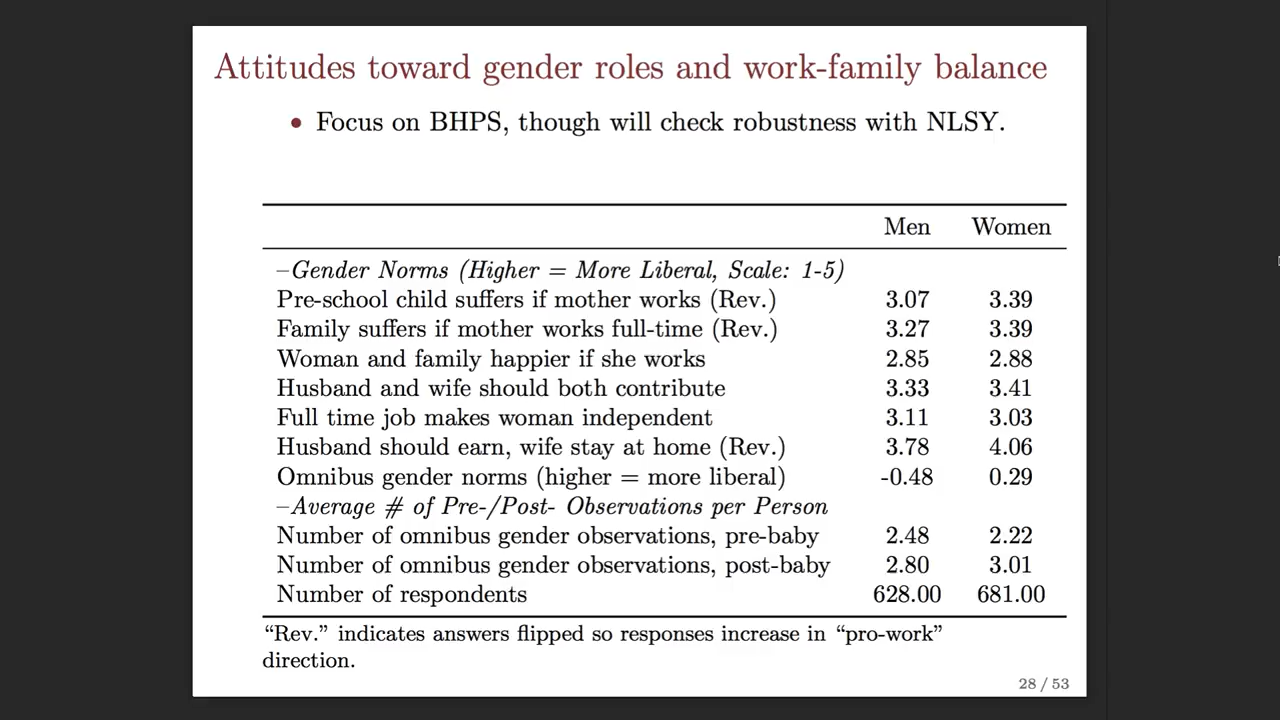 Attitudes toward gender roles and work-family balance
• Focus on BHPS, though will check robustness with NLSY.
Men Women
–Gender Norms (Higher = More Liberal, Scale: 1-5)
Pre-school child suffers if mother works (Rev.) 3.07 3.39
Family suffers if mother works full-time (Rev.) 3.27 3.39
Woman and family happier if she works 2.85 2.88
Husband and wife should both contribute 3.33 3.41
Full time job makes woman independent 3.11 3.03
Husband should earn, wife stay at home (Rev.) 3.78 4.06
Omnibus gender norms (higher = more liberal) -0.48 0.29
–Average # of Pre-/Post- Observations per Person
Number of omnibus gender observations, pre-baby 2.48 2.22
Number of omnibus gender observations, post-baby 2.80 3.01
Number of respondents 628.00 681.00
“Rev.” indicates answers flipped so responses increase in “pro-work”
direction.
28 / 53